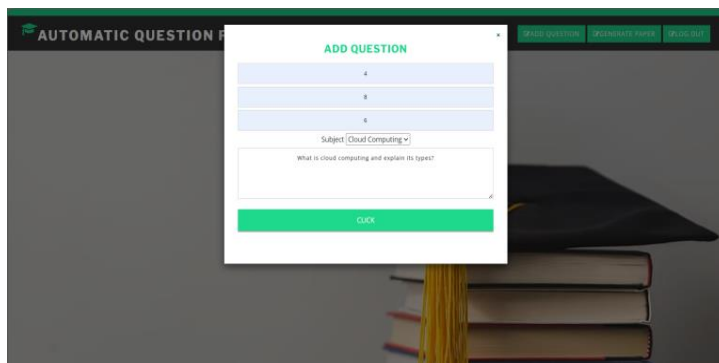 AUTOMATIC QUESTION P
ADD QUESTION
GENERATE PAPER
LOG OUT
×
ADD QUESTION
4
8
6
Subject Cloud Computing
What is cloud computing and explain its types?
CLICK